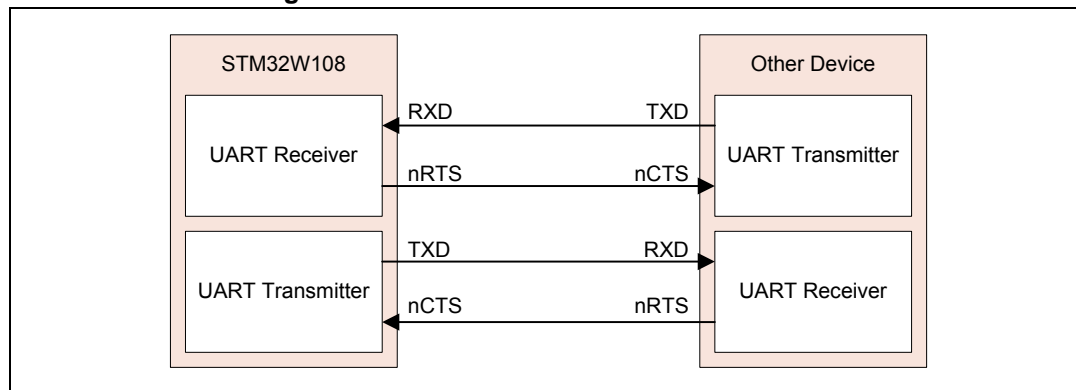 STM32W108
Other Device
RXD
TXD
UART Receiver
UART Transmitter
nRTS
nCTS
TXD
RXD
UART Transmitter
UART Receiver
nCTS
nRTS